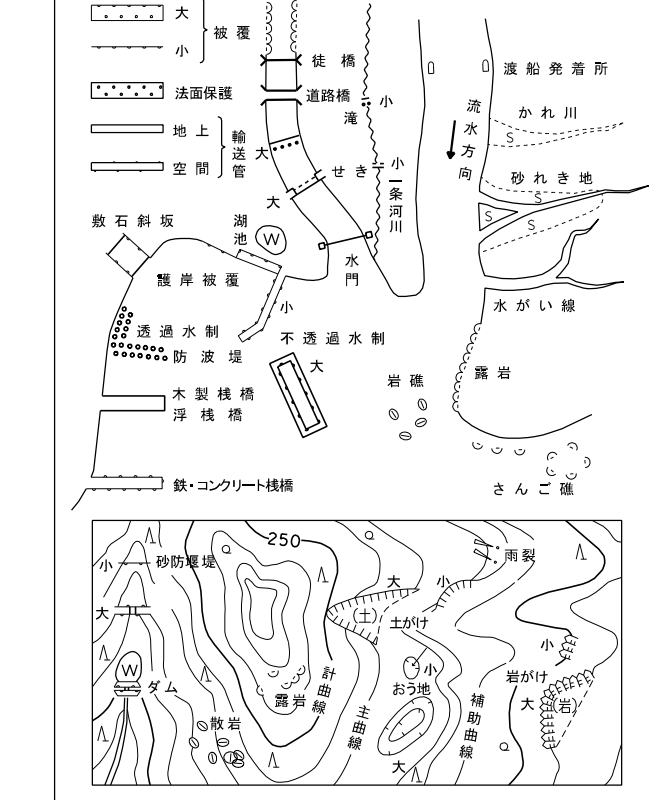 大
被覆
小
徒橋
渡船発着所
法面保護
道路橋
小
滝
流水方向
かれ川
S
地上
輸送管
大
せき
小
空間
砂れき地
一条河川
S
大
敷石斜坂
湖池
W
S
S
水門
護岸被覆
小
水がい線
透過水制
不透過水制
防波堤
大
露岩
岩礁
木製桟橋
浮桟橋
鉄・コンクリート桟橋
さんご礁
250
小
砂防堰堤
雨裂
大
小
大
(土)
土がけ
小
W
ダム
計曲線
小
岩がけ
おう地
露岩
主曲線
補助曲線
大
(岩)
散岩
大